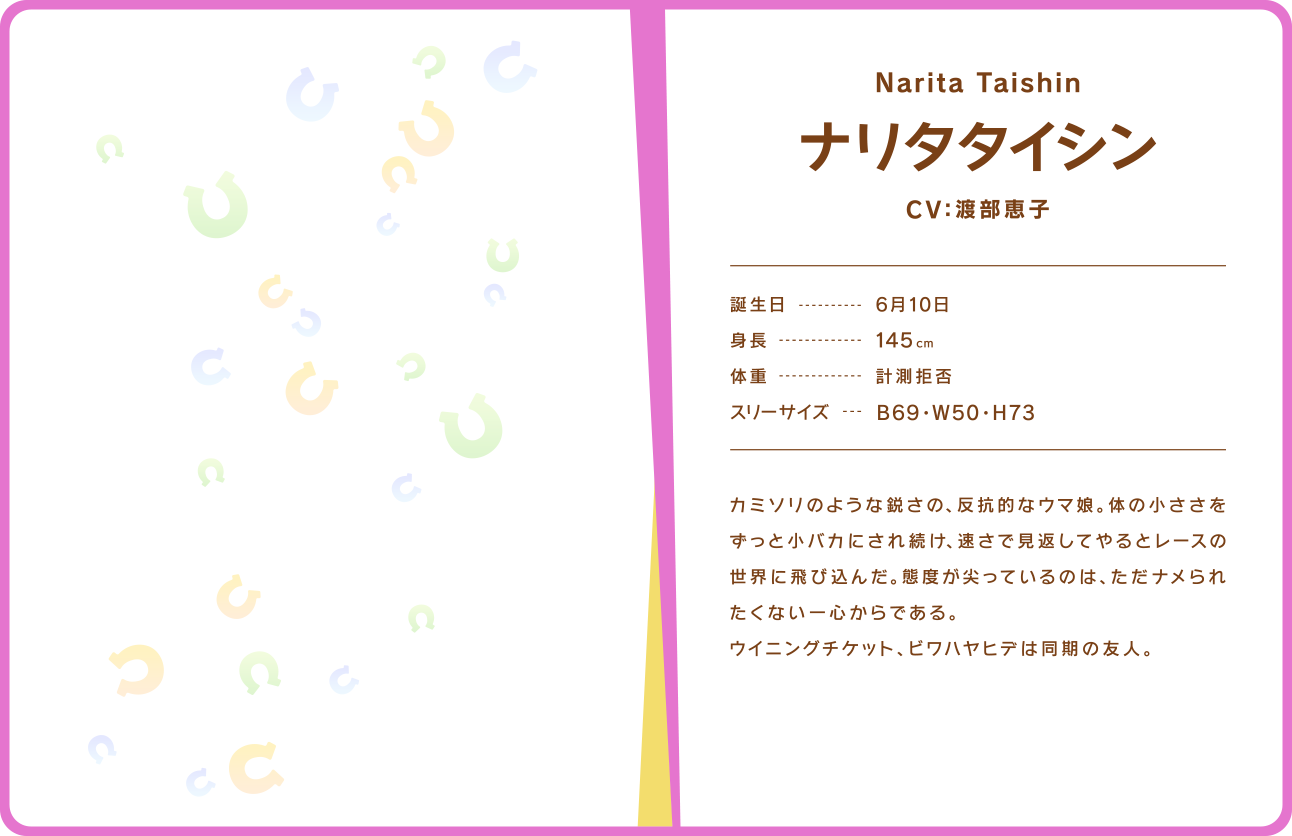 Narita Taishin
ナリタタイシン
CV:渡部恵子
誕生日 ---------- 6月10日
身長 ------------- 145cm
体重 ------------- 計測拒否
スリーサイズ --- B69・W50・H73
カミソリのような鋭さの、反抗的なウマ娘。体の小ささを
ずっと小バカにされ続け、速さで見返してやるとレースの
世界に飛び込んだ。態度が尖っているのは、ただナメられ
たくない一心からである。
ウイニングチケット、ビワハヤヒデは同期の友人。